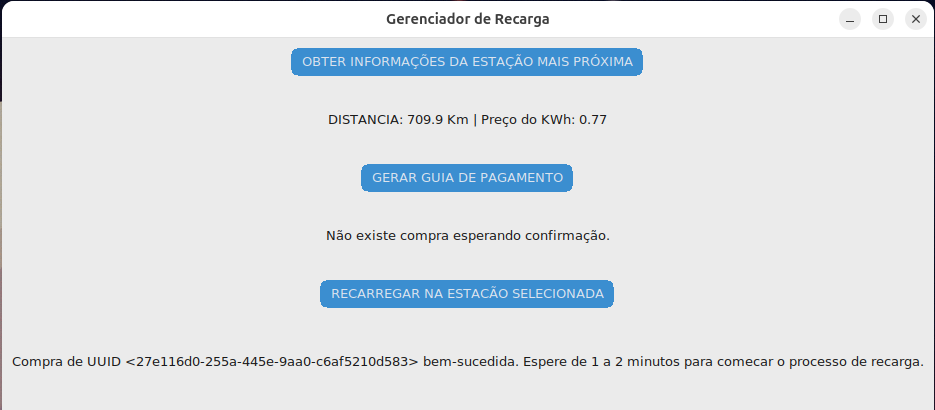 Gerenciador de Recarga
OBTER INFORMAÇÕES DA ESTAÇÃO MAIS PRÓXIMA
DISTANCIA: 709.9 Km | Preço do KWh: 0.77
GERAR GUIA DE PAGAMENTO
Não existe compra esperando confirmação.
RECARREGAR NA ESTACÃO SELECIONADA
Compra de UUID <27e116d0-255a-445e-9aa0-c6af5210d583> bem-sucedida. Espere de 1 a 2 minutos para comecar o processo de recarga.